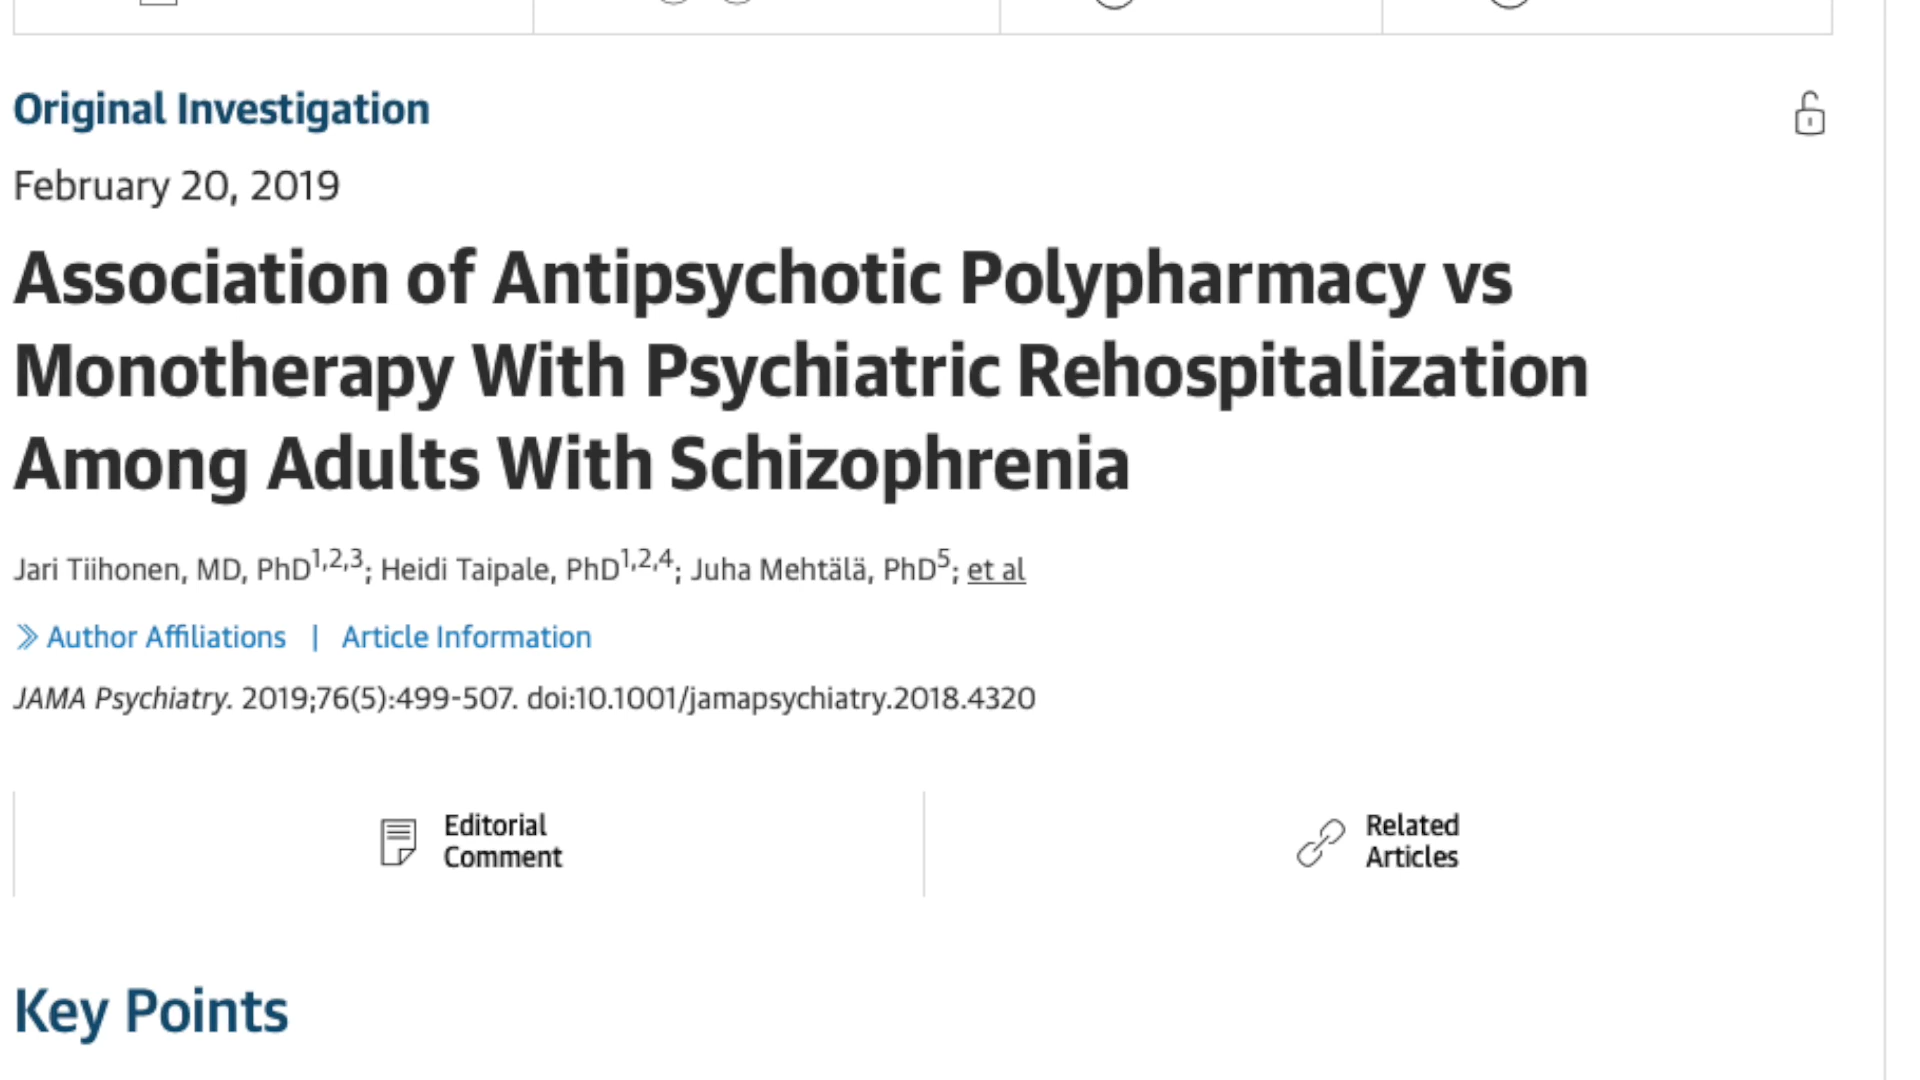 Original Investigation
February 20, 2019
Association of Antipsychotic Polypharmacy vs
Monotherapy With Psychiatric Rehospitalization
Among Adults With Schizophrenia
Jari Tiihonen, MD, PhD1,2,3; Heidi Taipale, PhD1,2,4; Juha Mehtälä, PhD5; et al
Author Affiliations | Article Information
JAMA Psychiatry. 2019;76(5):499-507. doi:10.1001/jamapsychiatry.2018.4320
Editorial
Comment
Related
Articles
Key Points